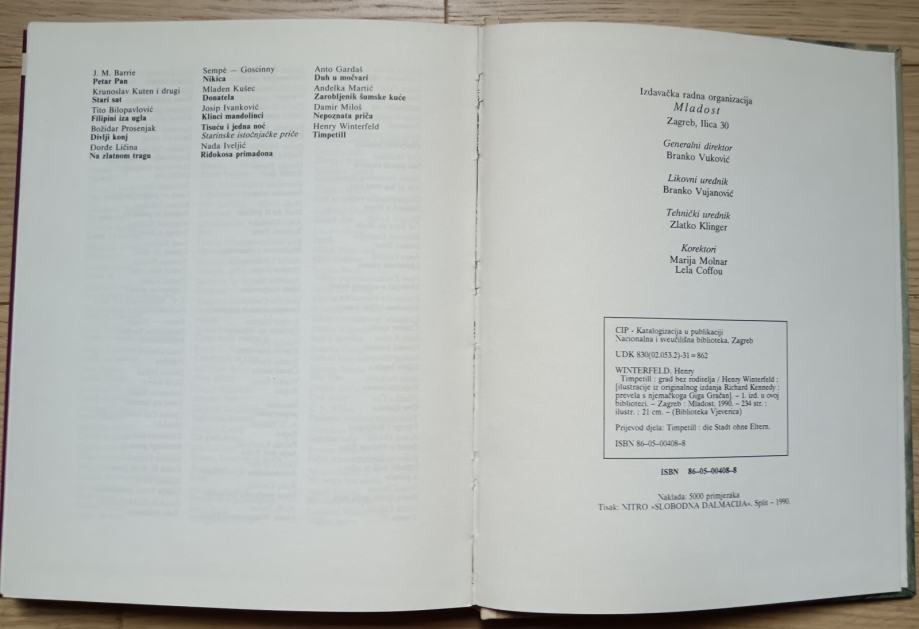 J. M. Barrie
Petar Pan
Krunoslav Kuten i drugi
Stari sat
Tito Bilopavlović
Filipini iza ugla
Božidar Prosenjak
Divlji konj
Đorđe Ličina
Na zlatnom tragu
Sempé — Goscinny
Nikica
Mladen Kušec
Donatela
Josip Ivanković
Klinci mandolinci
Tisuću i jedna noć
Starinske istočnjačke priče
Nada Iveljić
Ridokosa primadona
Anto Gardaš
Duh u močvari
Anđelka Martić
Zarobljenik šumske kuće
Damir Miloš
Nepoznata priča
Henry Winterfeld
Timpetill
Izdavačka radna organizacija
Mladost
Zagreb, Ilica 30
Generalni direktor
Branko Vuković
Likovni urednik
Branko Vujanović
Tehnički urednik
Zlatko Klinger
Korektori
Marija Molnar
Lela Coffou
CIP - Katalogizacija u publikaciji
Nacionalna i sveučilišna biblioteka, Zagreb
UDK 830(02.053.2)-31=862
WINTERFELD, Henry
Timpetill : grad bez roditelja / Henry Winterfeld ;
[ilustracije iz originalnog izdanja Richard Kennedy ;
prevela s njemačkoga Giga Gračan]. – 1. izd. u ovoj
biblioteci. – Zagreb : Mladost, 1990. – 234 str. :
ilustr. ; 21 cm. – (Biblioteka Vjeverica)
Prijevod djela: Timpetill : die Stadt ohne Eltern.
ISBN 86–05–00408–8
ISBN 86–05–00408–8
Naklada: 5000 primjeraka
Tisak: NITRO »SLOBODNA DALMACIJA«, Split – 1990.